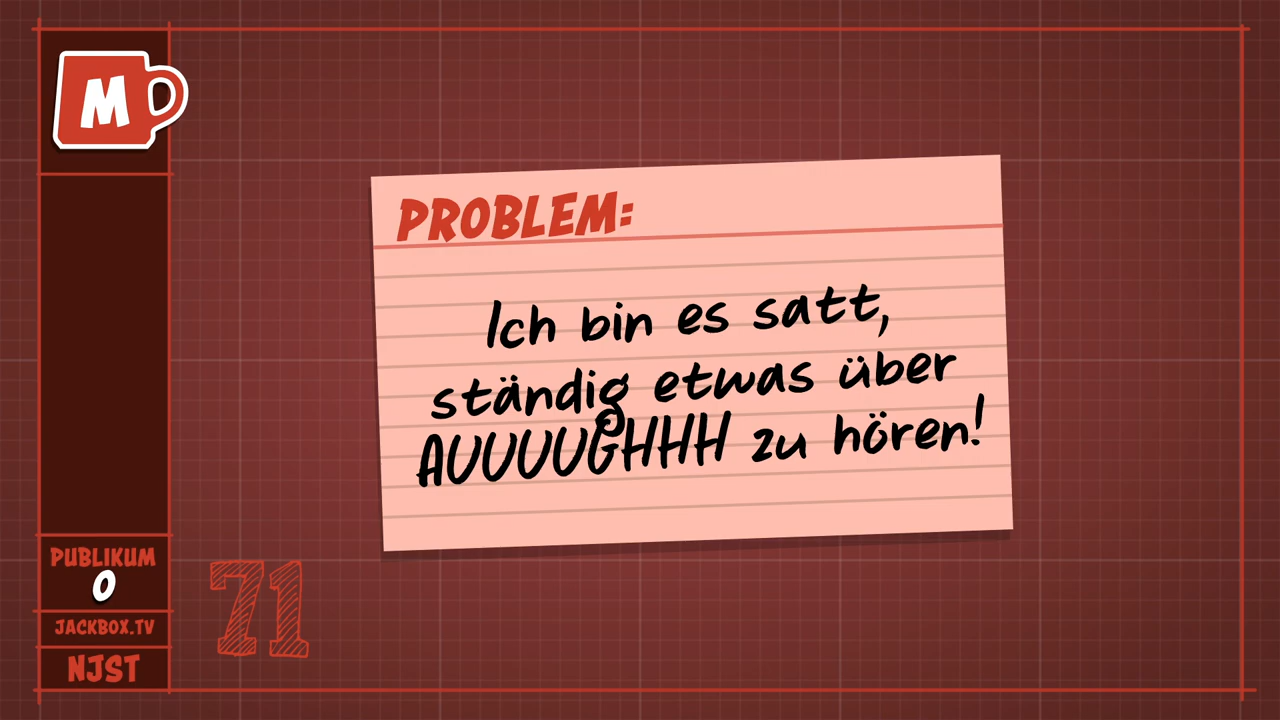 M
PROBLEM:
Ich bin es satt,
ständig etwas über
AUUUUGHHH zu hören!
PUBLIKUM
0
JACKBOX.TV
NJST
71